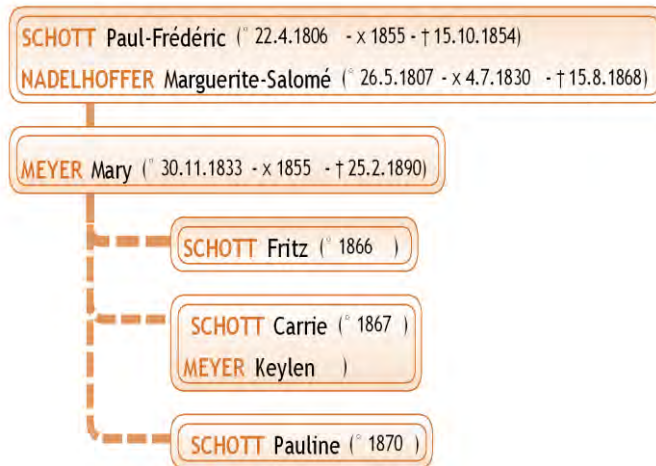 SCHOTT Paul-Frédéric (° 22.4.1806 - x 1855 - † 15.10.1854)
NADELHOFFER Marguerite-Salomé (° 26.5.1807 - x 4.7.1830 - † 15.8.1868)
MEYER Mary (° 30.11.1833 - x 1855 - † 25.2.1890)
SCHOTT Fritz (° 1866 )
SCHOTT Carrie (° 1867 )
MEYER Keylen )
SCHOTT Pauline (° 1870 )